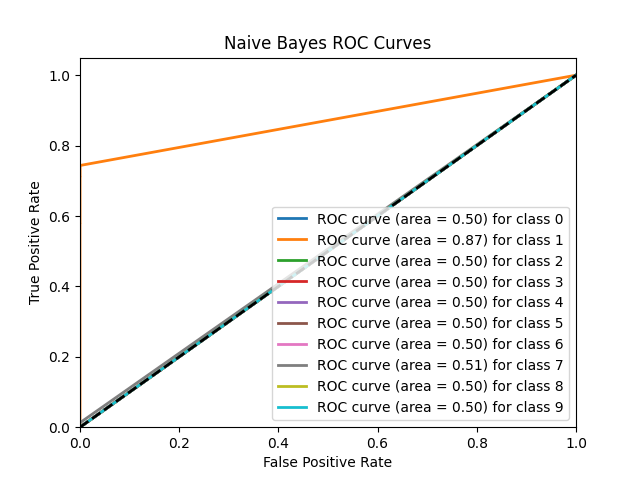 Naive Bayes ROC Curves
True Positive Rate
1.0
0.8
0.6
0.4
0.2
0.0
ROC curve (area = 0.50) for class 0
ROC curve (area = 0.87) for class 1
ROC curve (area = 0.50) for class 2
ROC curve (area = 0.50) for class 3
ROC curve (area = 0.50) for class 4
ROC curve (area = 0.50) for class 5
ROC curve (area = 0.50) for class 6
ROC curve (area = 0.51) for class 7
ROC curve (area = 0.50) for class 8
ROC curve (area = 0.50) for class 9
0.0 0.2 0.4 0.6 0.8 1.0
False Positive Rate